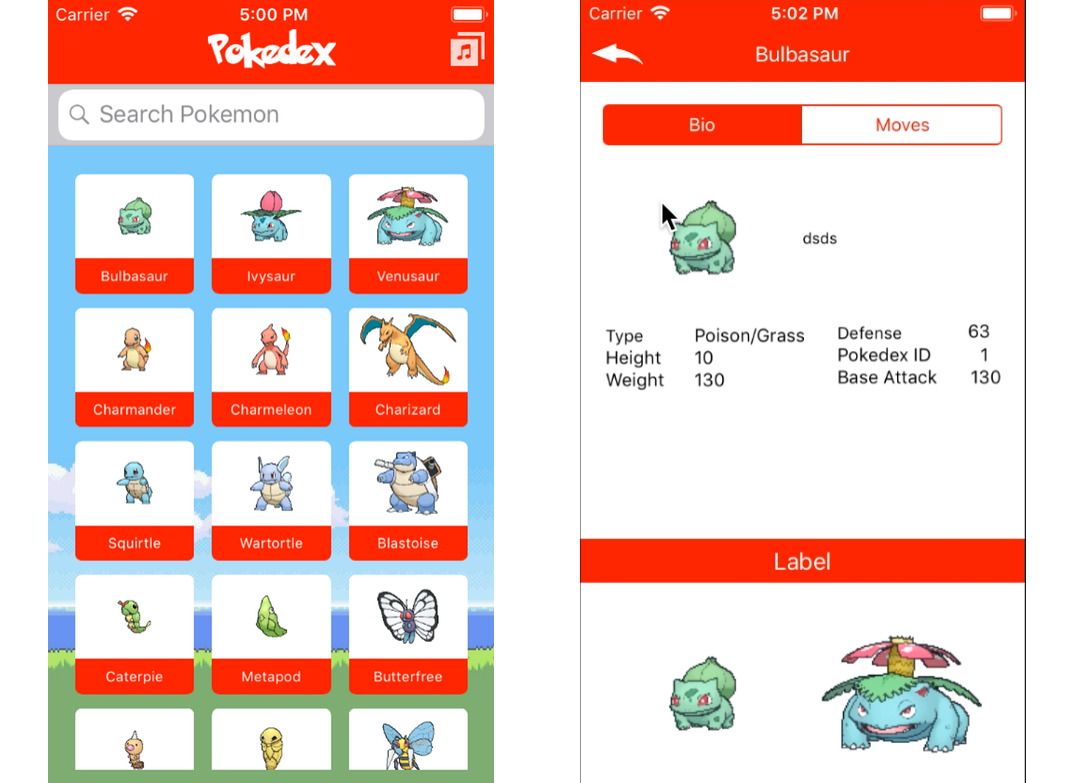 Carrier 5:00 PM
Pokedex
Search Pokemon
Bulbasaur Ivysaur Venusaur
Charmander Charmeleon Charizard
Squirtle Wartortle Blastoise
Caterpie Metapod Butterfree
Carrier 5:02 PM
Bulbasaur
Bio Moves
dsds
Type Poison/Grass Defense 63
Height 10 Pokedex ID 1
Weight 130 Base Attack 130
Label